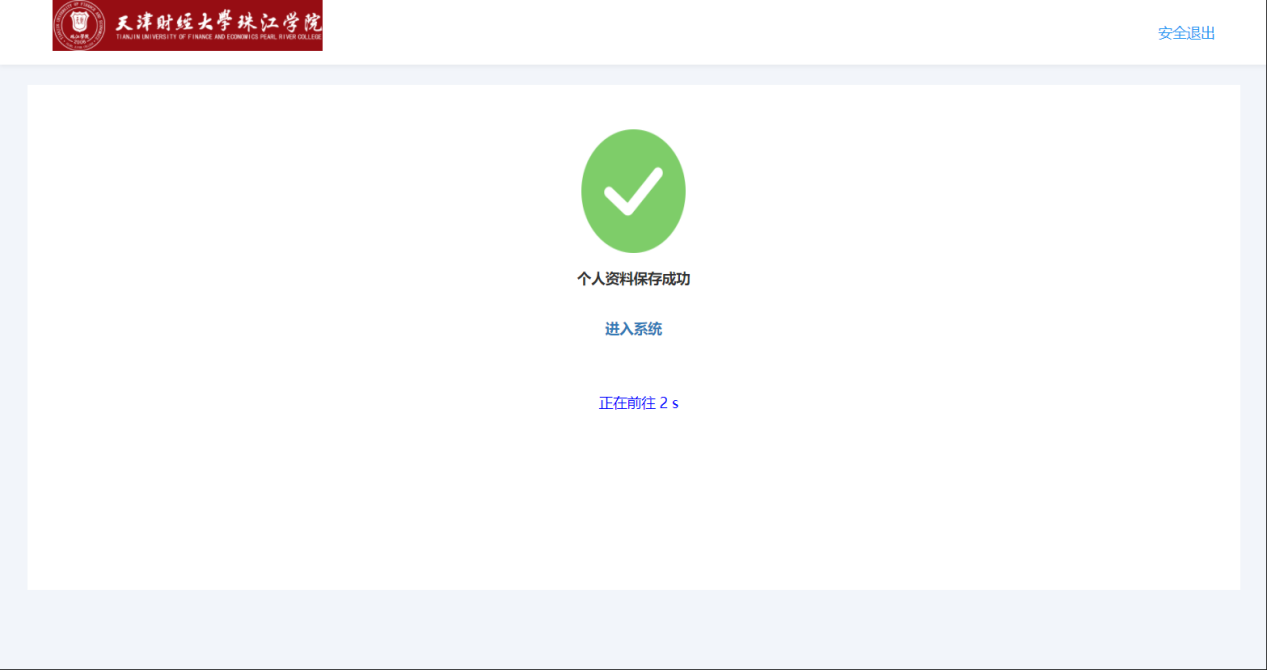 天津财经大學珠江学院
TIANJIN UNIVERSITY OF FINANCE AND ECONOMICS PEARL RIVER COLLEGE
安全退出
个人资料保存成功
进入系统
正在前往 2 s